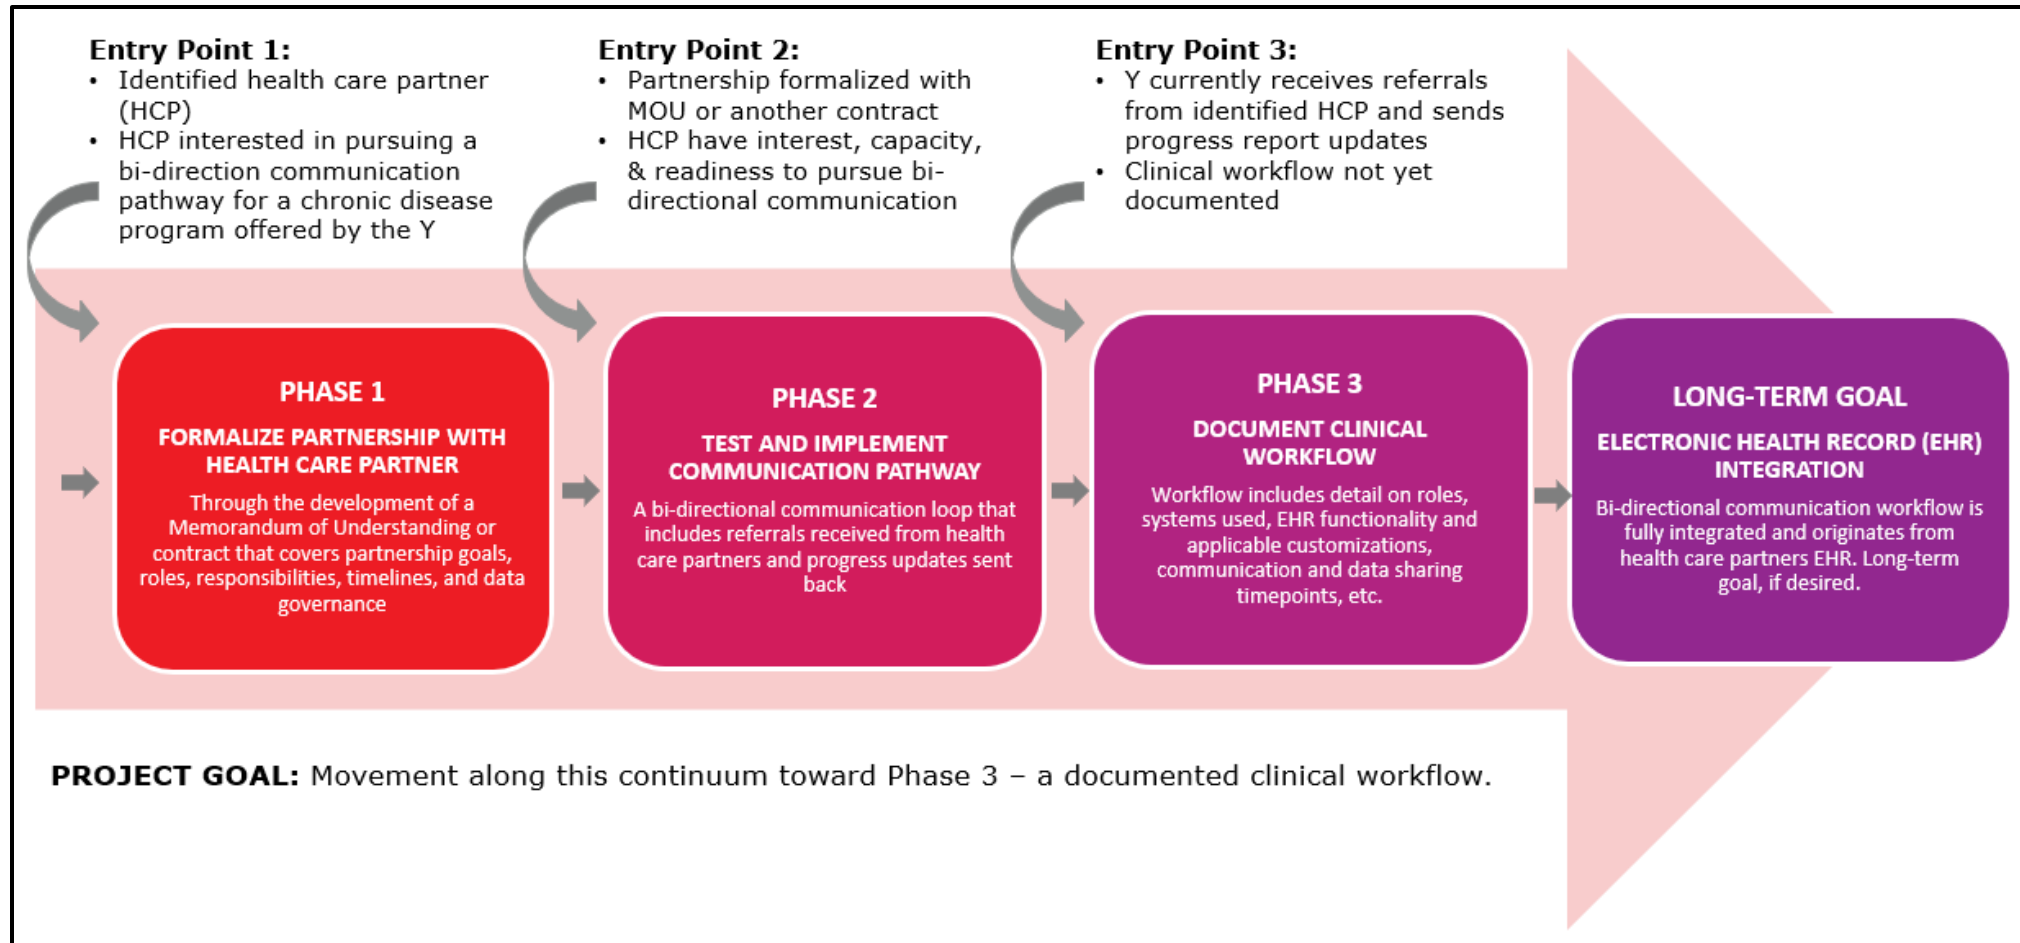 Entry Point 1:
• Identified health care partner
(HCP)
• HCP interested in pursuing a
bi-direction communication
pathway for a chronic disease
program offered by the Y
Entry Point 2:
• Partnership formalized with
MOU or another contract
• HCP have interest, capacity,
& readiness to pursue bi-
directional communication
Entry Point 3:
• Y currently receives referrals
from identified HCP and sends
progress report updates
• Clinical workflow not yet
documented
PHASE 1
FORMALIZE PARTNERSHIP WITH
HEALTH CARE PARTNER
Through the development of a
Memorandum of Understanding or
contract that covers partnership goals,
roles, responsibilities, timelines, and data
governance
PHASE 2
TEST AND IMPLEMENT
COMMUNICATION PATHWAY
A bi-directional communication loop that
includes referrals received from health
care partners and progress updates sent
back
PHASE 3
DOCUMENT CLINICAL
WORKFLOW
Workflow includes detail on roles,
systems used, EHR functionality and
applicable customizations,
communication and data sharing
timepoints, etc.
LONG-TERM GOAL
ELECTRONIC HEALTH RECORD (EHR)
INTEGRATION
Bi-directional communication workflow is
fully integrated and originates from
health care partners EHR. Long-term
goal, if desired.
PROJECT GOAL: Movement along this continuum toward Phase 3 – a documented clinical workflow.